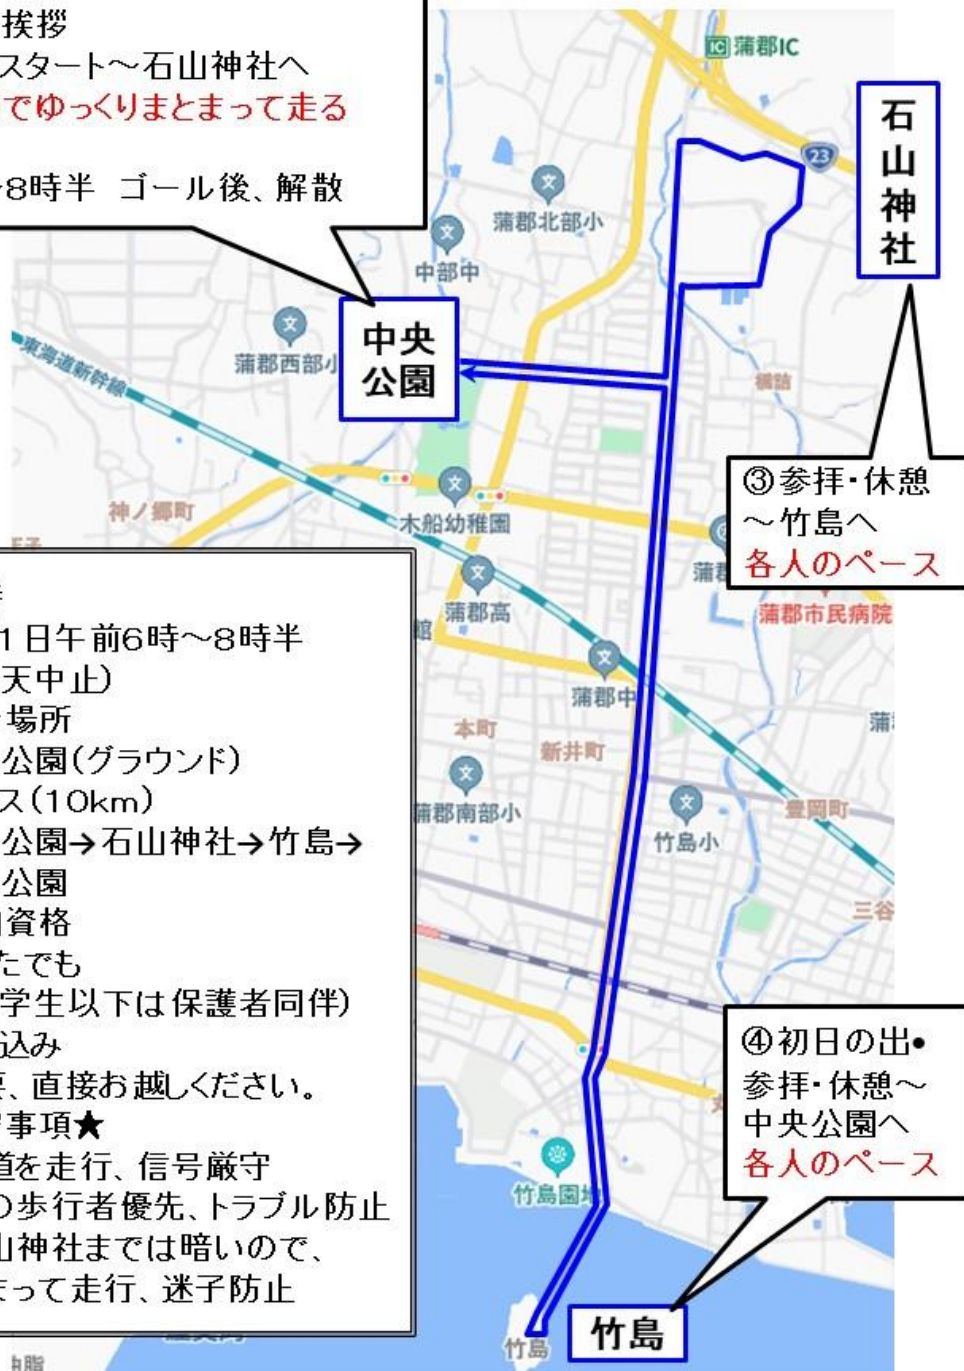 挨拶
スタート～石山神社へ
でゆっくりまとまって走る
8時半 ゴール後、解散
蒲郡IC
23
石山神社
蒲郡北部小
中部中
蒲郡西部小
東海道新幹線
中央
公園
橋詰
神ノ郷町
木船幼稚園
③参拝・休憩
～竹島へ
各人のペース
蒲郡市民病院
蒲郡高
館
蒲郡中
蒲
本町
新井町
蒲郡南部小
竹島小
豊岡町
三谷
1日午前6時～8時半
天中止)
場所
公園(グラウンド)
ス(10km)
公園→石山神社→竹島→
公園
資格
たでも
学生以下は保護者同伴)
込み
、直接お越しください。
事項★
道を走行、信号厳守
の歩行者優先、トラブル防止
山神社までは暗いので、
まって走行、迷子防止
④初日の出•
参拝・休憩～
中央公園へ
各人のペース
竹島園地
竹島
竹島